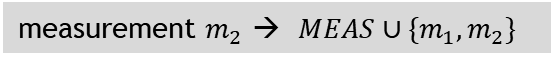 measurement m₂ → MEAS ∪ {m₁, m₂}